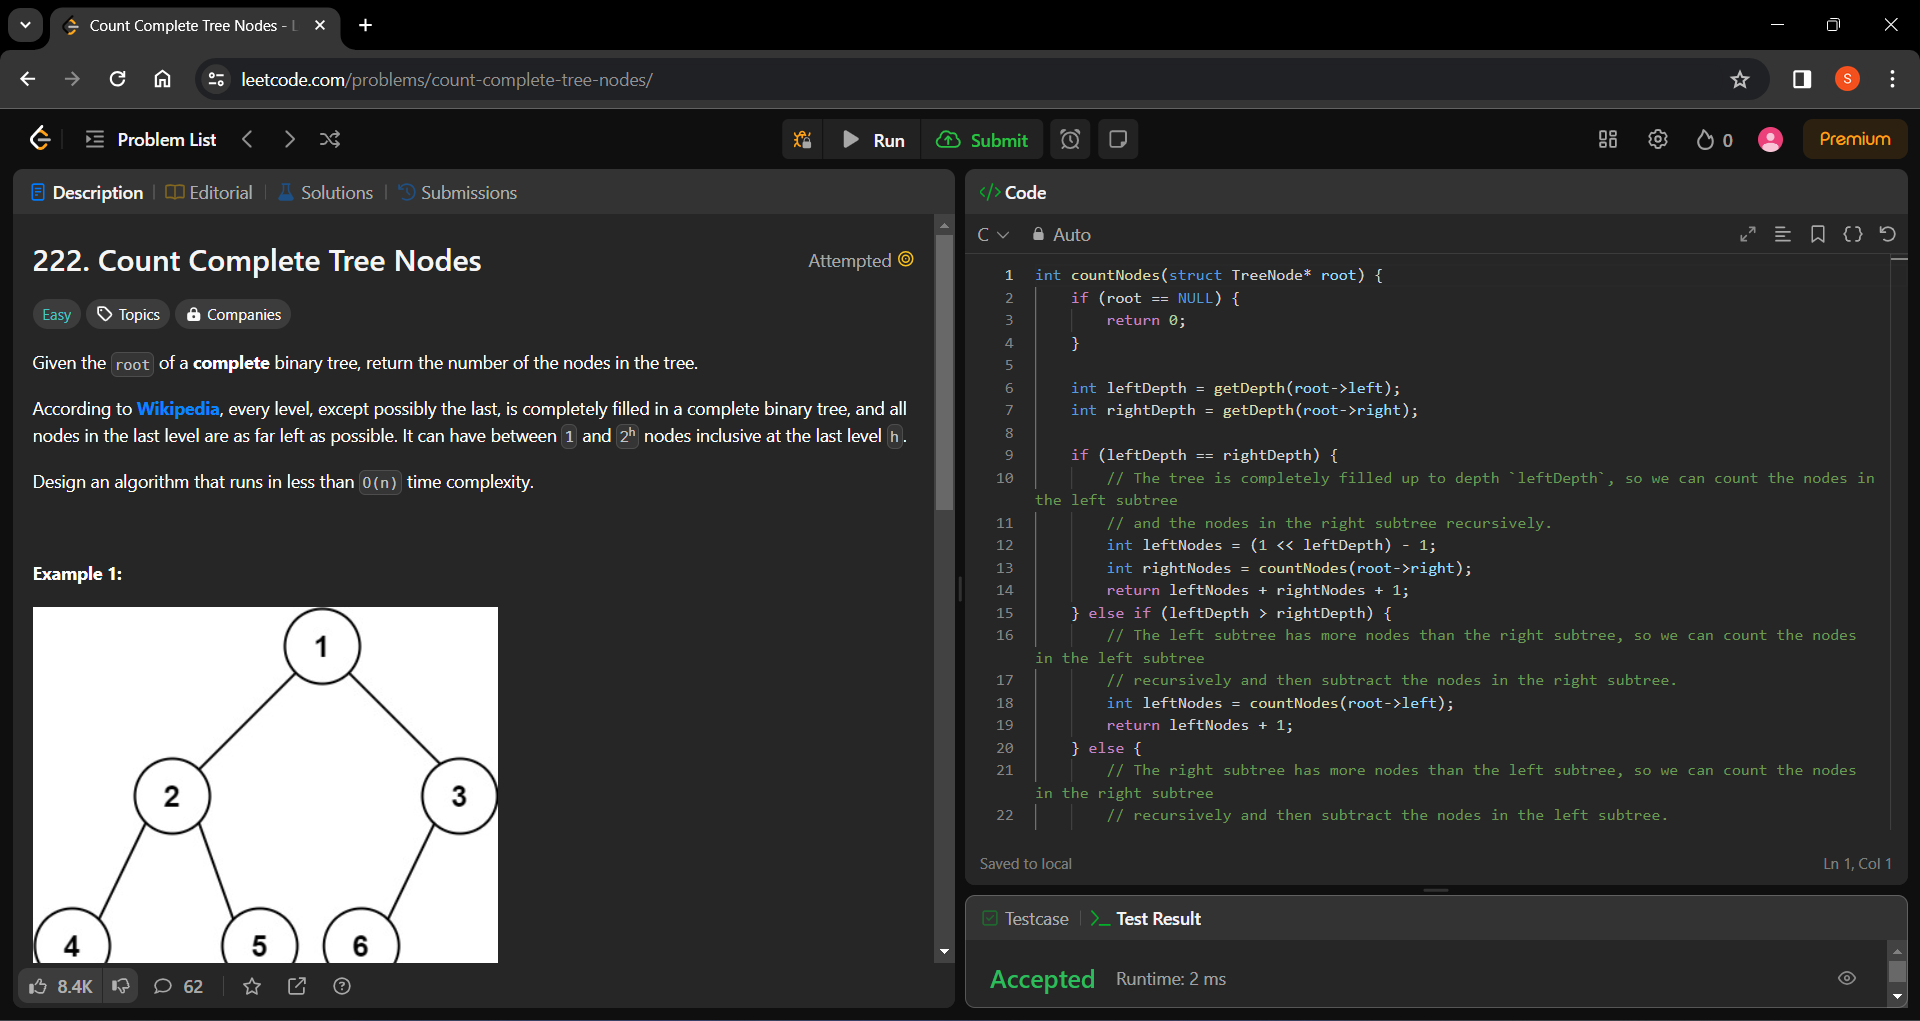 Count Complete Tree Nodes - L
leetcode.com/problems/count-complete-tree-nodes/
S
Problem List
Run
Submit
0
Premium
Description
Editorial
Solutions
Submissions
222. Count Complete Tree Nodes
Attempted
Easy
Topics
Companies
Given the root of a complete binary tree, return the number of the nodes in the tree.
According to Wikipedia, every level, except possibly the last, is completely filled in a complete binary tree, and all
nodes in the last level are as far left as possible. It can have between 1 and 2ʰ nodes inclusive at the last level h.
Design an algorithm that runs in less than O(n) time complexity.
Example 1:
1
2
3
4
5
6
8.4K
62
</> Code
C
Auto
1 int countNodes(struct TreeNode* root) {
2 if (root == NULL) {
3 return 0;
4 }
5
6 int leftDepth = getDepth(root->left);
7 int rightDepth = getDepth(root->right);
8
9 if (leftDepth == rightDepth) {
10 // The tree is completely filled up to depth `leftDepth`, so we can count the nodes in
the left subtree
11 // and the nodes in the right subtree recursively.
12 int leftNodes = (1 << leftDepth) - 1;
13 int rightNodes = countNodes(root->right);
14 return leftNodes + rightNodes + 1;
15 } else if (leftDepth > rightDepth) {
16 // The left subtree has more nodes than the right subtree, so we can count the nodes
in the left subtree
17 // recursively and then subtract the nodes in the right subtree.
18 int leftNodes = countNodes(root->left);
19 return leftNodes + 1;
20 } else {
21 // The right subtree has more nodes than the left subtree, so we can count the nodes
in the right subtree
22 // recursively and then subtract the nodes in the left subtree.
Saved to local
Ln 1, Col 1
Testcase
Test Result
Accepted
Runtime: 2 ms